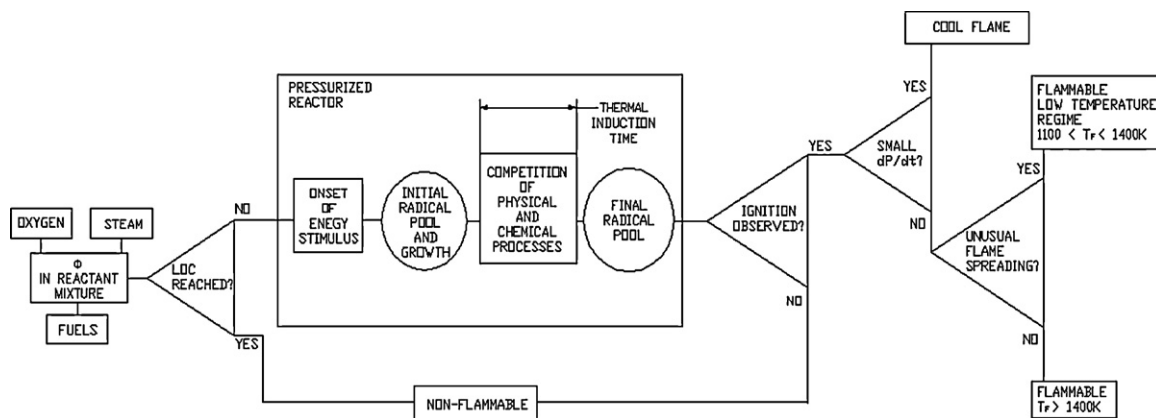 OXYGEN
STEAM
Φ
IN REACTANT
MIXTURE
FUELS
LOC
REACHED?
NO
YES
PRESSURIZED
REACTOR
ONSET
OF
ENEGY
STIMULUS
INITIAL
RADICAL
POOL
AND
GROWTH
THERMAL
INDUCTION
TIME
COMPETITION
OF
PHYSICAL
AND
CHEMICAL
PROCESSES
FINAL
RADICAL
POOL
IGNITION
OBSERVED?
YES
NO
NON-FLAMMABLE
SMALL
dP/dt?
YES
NO
COOL FLAME
UNUSUAL
FLAME
SPREADING?
YES
NO
FLAMMABLE
LOW TEMPERATURE
REGIME
1100 < TF < 1400K
FLAMMABLE
TF > 1400K